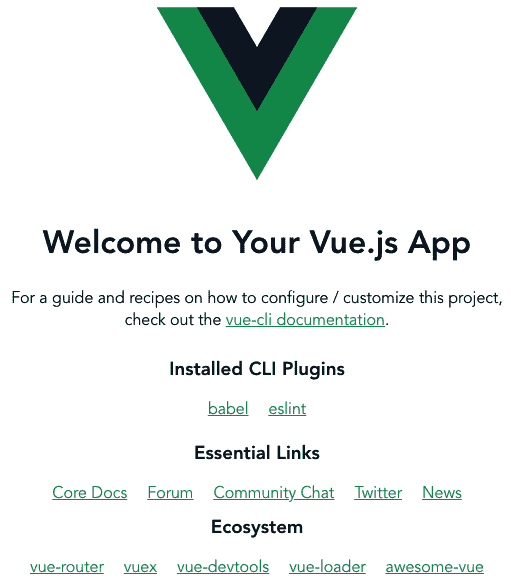 Welcome to Your Vue.js App
For a guide and recipes on how to configure / customize this project,
check out the vue-cli documentation.
Installed CLI Plugins
babel eslint
Essential Links
Core Docs Forum Community Chat Twitter News
Ecosystem
vue-router vuex vue-devtools vue-loader awesome-vue